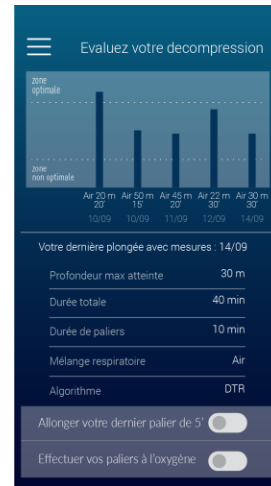 Evaluez votre decompression
zone
optimale
zone
non optimale
Air 20 m Air 50 m Air 45 m Air 22 m Air 30 m
20' 15' 20' 30' 30'
10/09 10/09 11/09 12/09 14/09
Votre dernière plongée avec mesures : 14/09
Profondeur max atteinte 30 m
Durée totale 40 min
Durée de paliers 10 min
Mélange respiratoire Air
Algorithme DTR
Allonger votre dernier palier de 5'
Effectuer vos paliers à l'oxygène